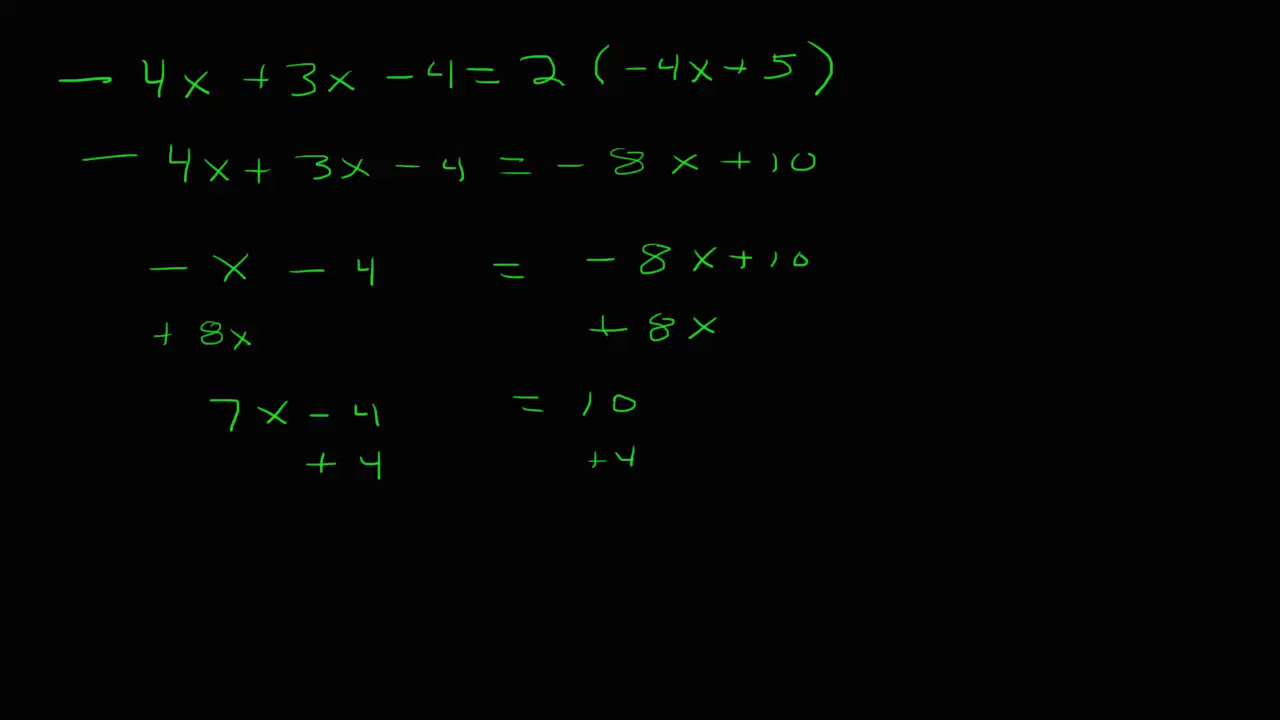 - 4x + 3x - 4 = 2 (-4x + 5)
- 4x + 3x - 4 = - 8x + 10
- x - 4 = - 8x + 10
+ 8x + 8x
7x - 4 = 10
+ 4 + 4